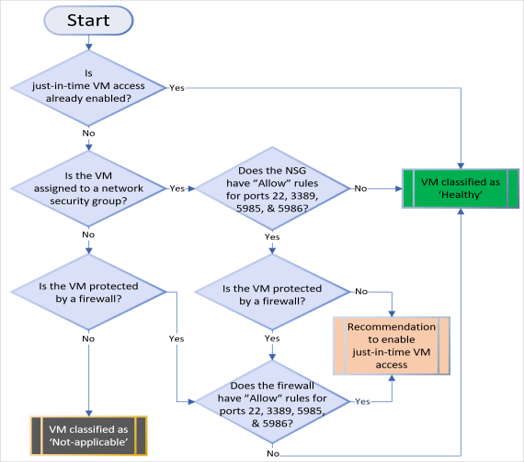 Start
Is
just-in-time VM access
already enabled?
Yes
No
Is the VM
assigned to a network
security group?
Yes
Does the NSG
have "Allow" rules
for ports 22, 3389,
5985, & 5986?
No
VM classified as
'Healthy'
No
Yes
Is the VM protected
by a firewall?
Is the VM protected
by a firewall?
No
Recommendation
to enable
just-in-time VM
access
No
Yes
Yes
Does the firewall
have "Allow" rules for
ports 22, 3389, 5985,
& 5986?
Yes
VM classified as
'Not-applicable'
No